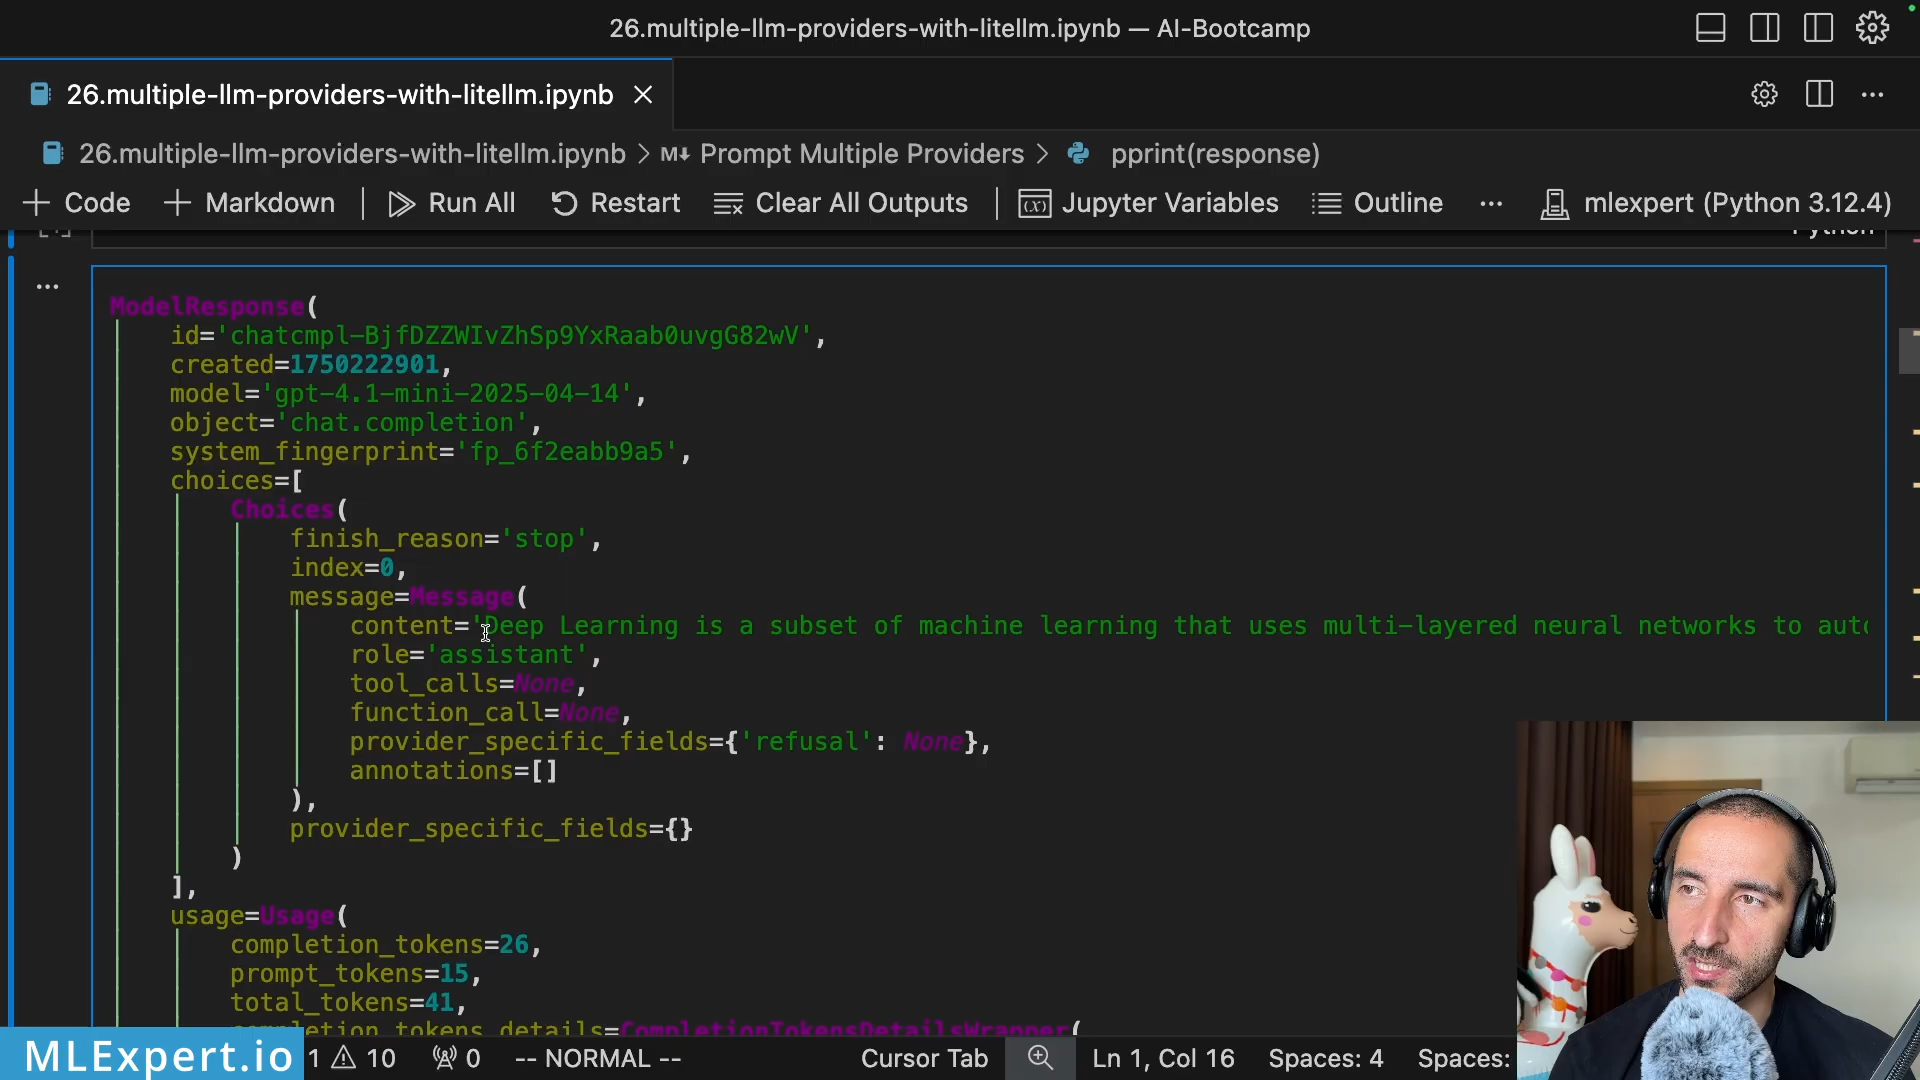 26.multiple-llm-providers-with-litellm.ipynb — AI-Bootcamp
26.multiple-llm-providers-with-litellm.ipynb
26.multiple-llm-providers-with-litellm.ipynb > M↓ Prompt Multiple Providers > pprint(response)
+ Code + Markdown | Run All Restart Clear All Outputs | Jupyter Variables Outline ... mlexpert (Python 3.12.4)
Python
ModelResponse(
id='chatcmpl-BjfDZZWIvZhSp9YxRaab0uvgG82wV',
created=1750222901,
model='gpt-4.1-mini-2025-04-14',
object='chat.completion',
system_fingerprint='fp_6f2eabb9a5',
choices=[
Choices(
finish_reason='stop',
index=0,
message=Message(
content='Deep Learning is a subset of machine learning that uses multi-layered neural networks to
role='assistant',
tool_calls=None,
function_call=None,
provider_specific_fields={'refusal': None},
annotations=[]
),
provider_specific_fields={}
)
],
usage=Usage(
completion_tokens=26,
prompt_tokens=15,
total_tokens=41,
completion_tokens_details=CompletionTokensDetailsWrapper(
MLExpert.io 1 10 0 -- NORMAL -- Cursor Tab Ln 1, Col 16 Spaces: 4 Spaces: